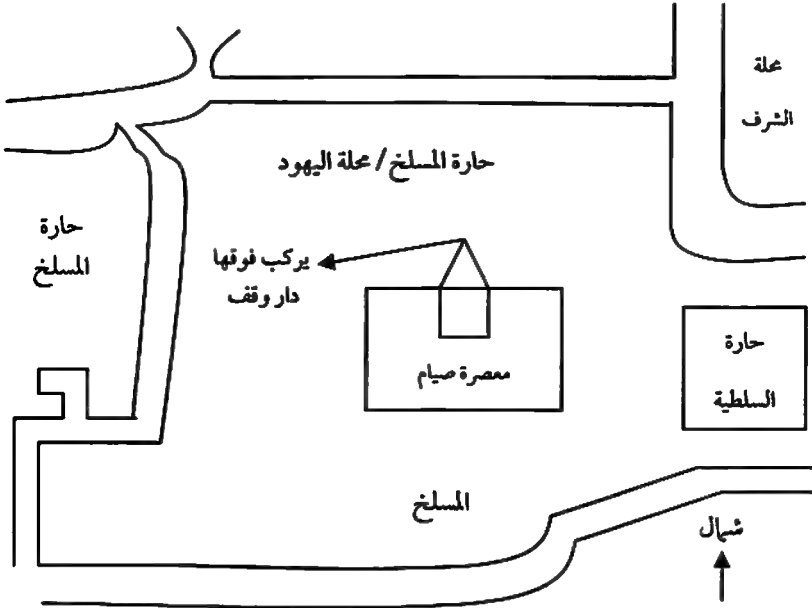 محلة
الشرف
حارة المسلخ / محلة اليهود
حارة
المسلخ
يركب فوقها
دار وقف
معصرة صيام
حارة
السلطية
المسلخ
شمال